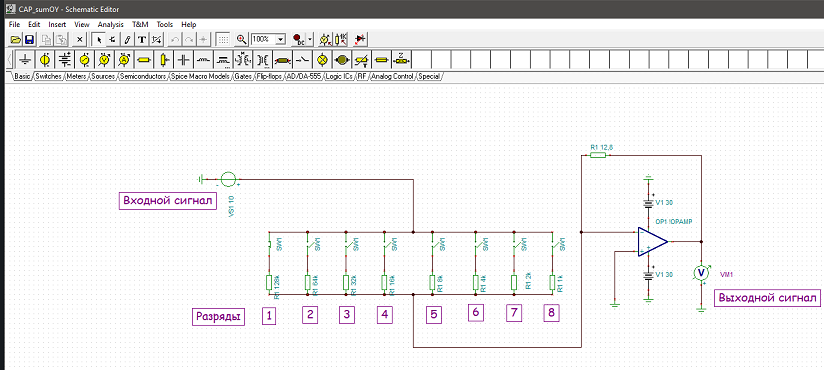 CAP_sumOY - Schematic Editor
File Edit Insert View Analysis T&M Tools Help
100% DC
Basic Switches Meters Sources Semiconductors Spice Macro Models Gates Flip-flops AD/DA-555 Logic ICs RF Analog Control Special
R1 12,8
Входной сигнал
VS1 10
V1 30
OP1 !OPAMP
SW1 SW1 SW1 SW1 SW1 SW1 SW1 SW1
V1 30
VM1
R1 128k R1 64k R1 32k R1 16k R1 8k R1 4k R1 2k R1 1k
Выходной сигнал
Разряды 1 2 3 4 5 6 7 8